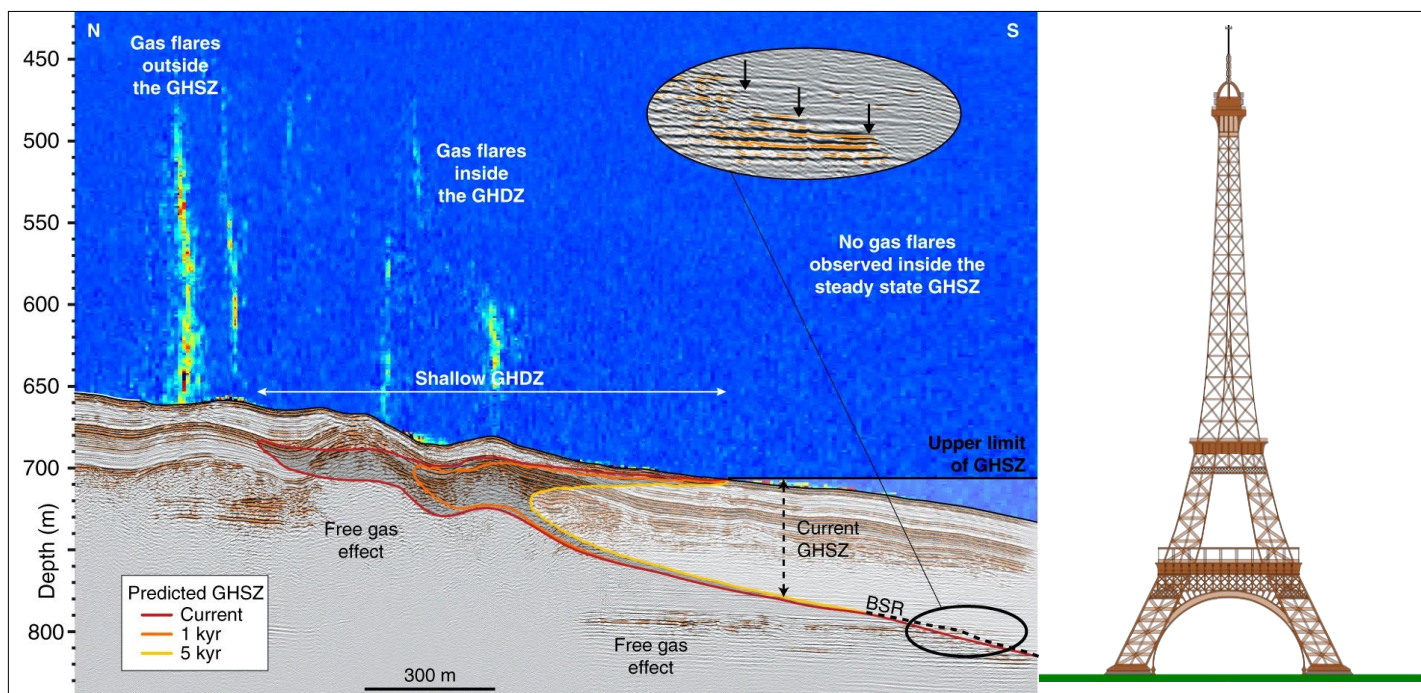 N
S
Gas flares
outside
the GHSZ
Gas flares
inside
the GHDZ
No gas flares
observed inside the
steady state GHSZ
Shallow GHDZ
Upper limit
of GHSZ
Current
GHSZ
Free gas
effect
BSR
Free gas
effect
Predicted GHSZ
Current
1 kyr
5 kyr
300 m
Depth (m)
450
500
550
600
650
700
800